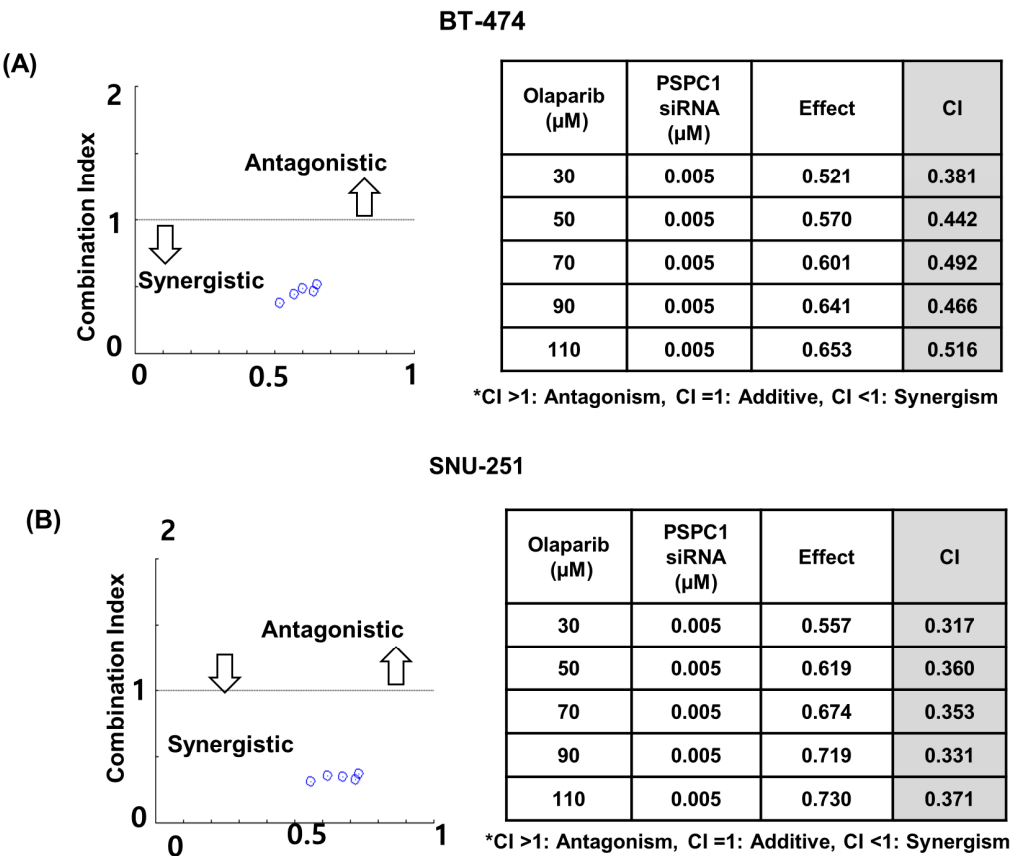 BT-474
(A)
2
Combination Index
Antagonistic
1
Synergistic
0
0 0.5 1
Olaparib (µM) PSPC1 siRNA (µM) Effect CI
30 0.005 0.521 0.381
50 0.005 0.570 0.442
70 0.005 0.601 0.492
90 0.005 0.641 0.466
110 0.005 0.653 0.516
*CI >1: Antagonism, CI =1: Additive, CI <1: Synergism
SNU-251
(B)
2
Combination Index
Antagonistic
1
Synergistic
0
0 0.5 1
Olaparib (µM) PSPC1 siRNA (µM) Effect CI
30 0.005 0.557 0.317
50 0.005 0.619 0.360
70 0.005 0.674 0.353
90 0.005 0.719 0.331
110 0.005 0.730 0.371
*CI >1: Antagonism, CI =1: Additive, CI <1: Synergism